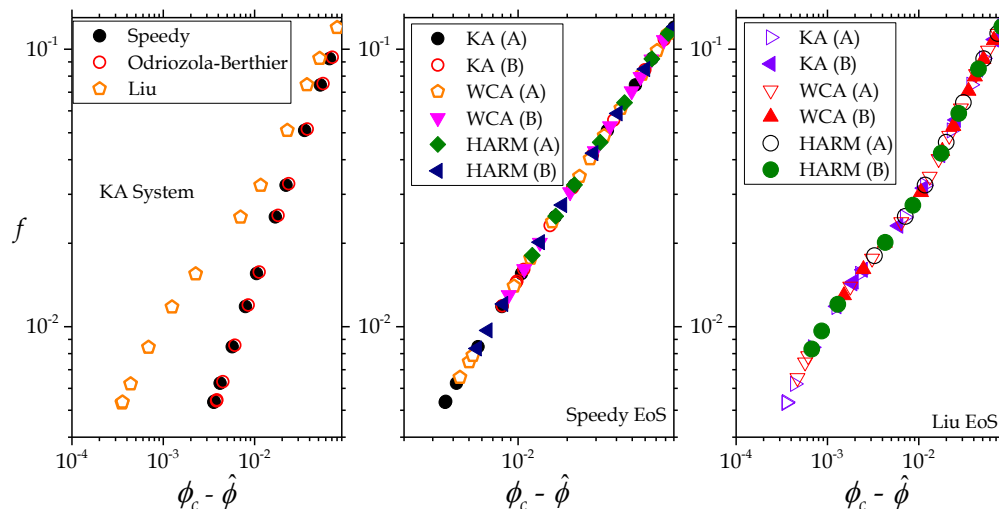 Speedy
Odriozola-Berthier
Liu
KA System
f
10⁻¹
10⁻²
10⁻⁴
10⁻³
10⁻²
ϕc - ϕ̂
KA (A)
KA (B)
WCA (A)
WCA (B)
HARM (A)
HARM (B)
Speedy EoS
10⁻¹
10⁻²
10⁻²
ϕc - ϕ̂
KA (A)
KA (B)
WCA (A)
WCA (B)
HARM (A)
HARM (B)
Liu EoS
10⁻¹
10⁻²
10⁻⁴
10⁻³
10⁻²
ϕc - ϕ̂